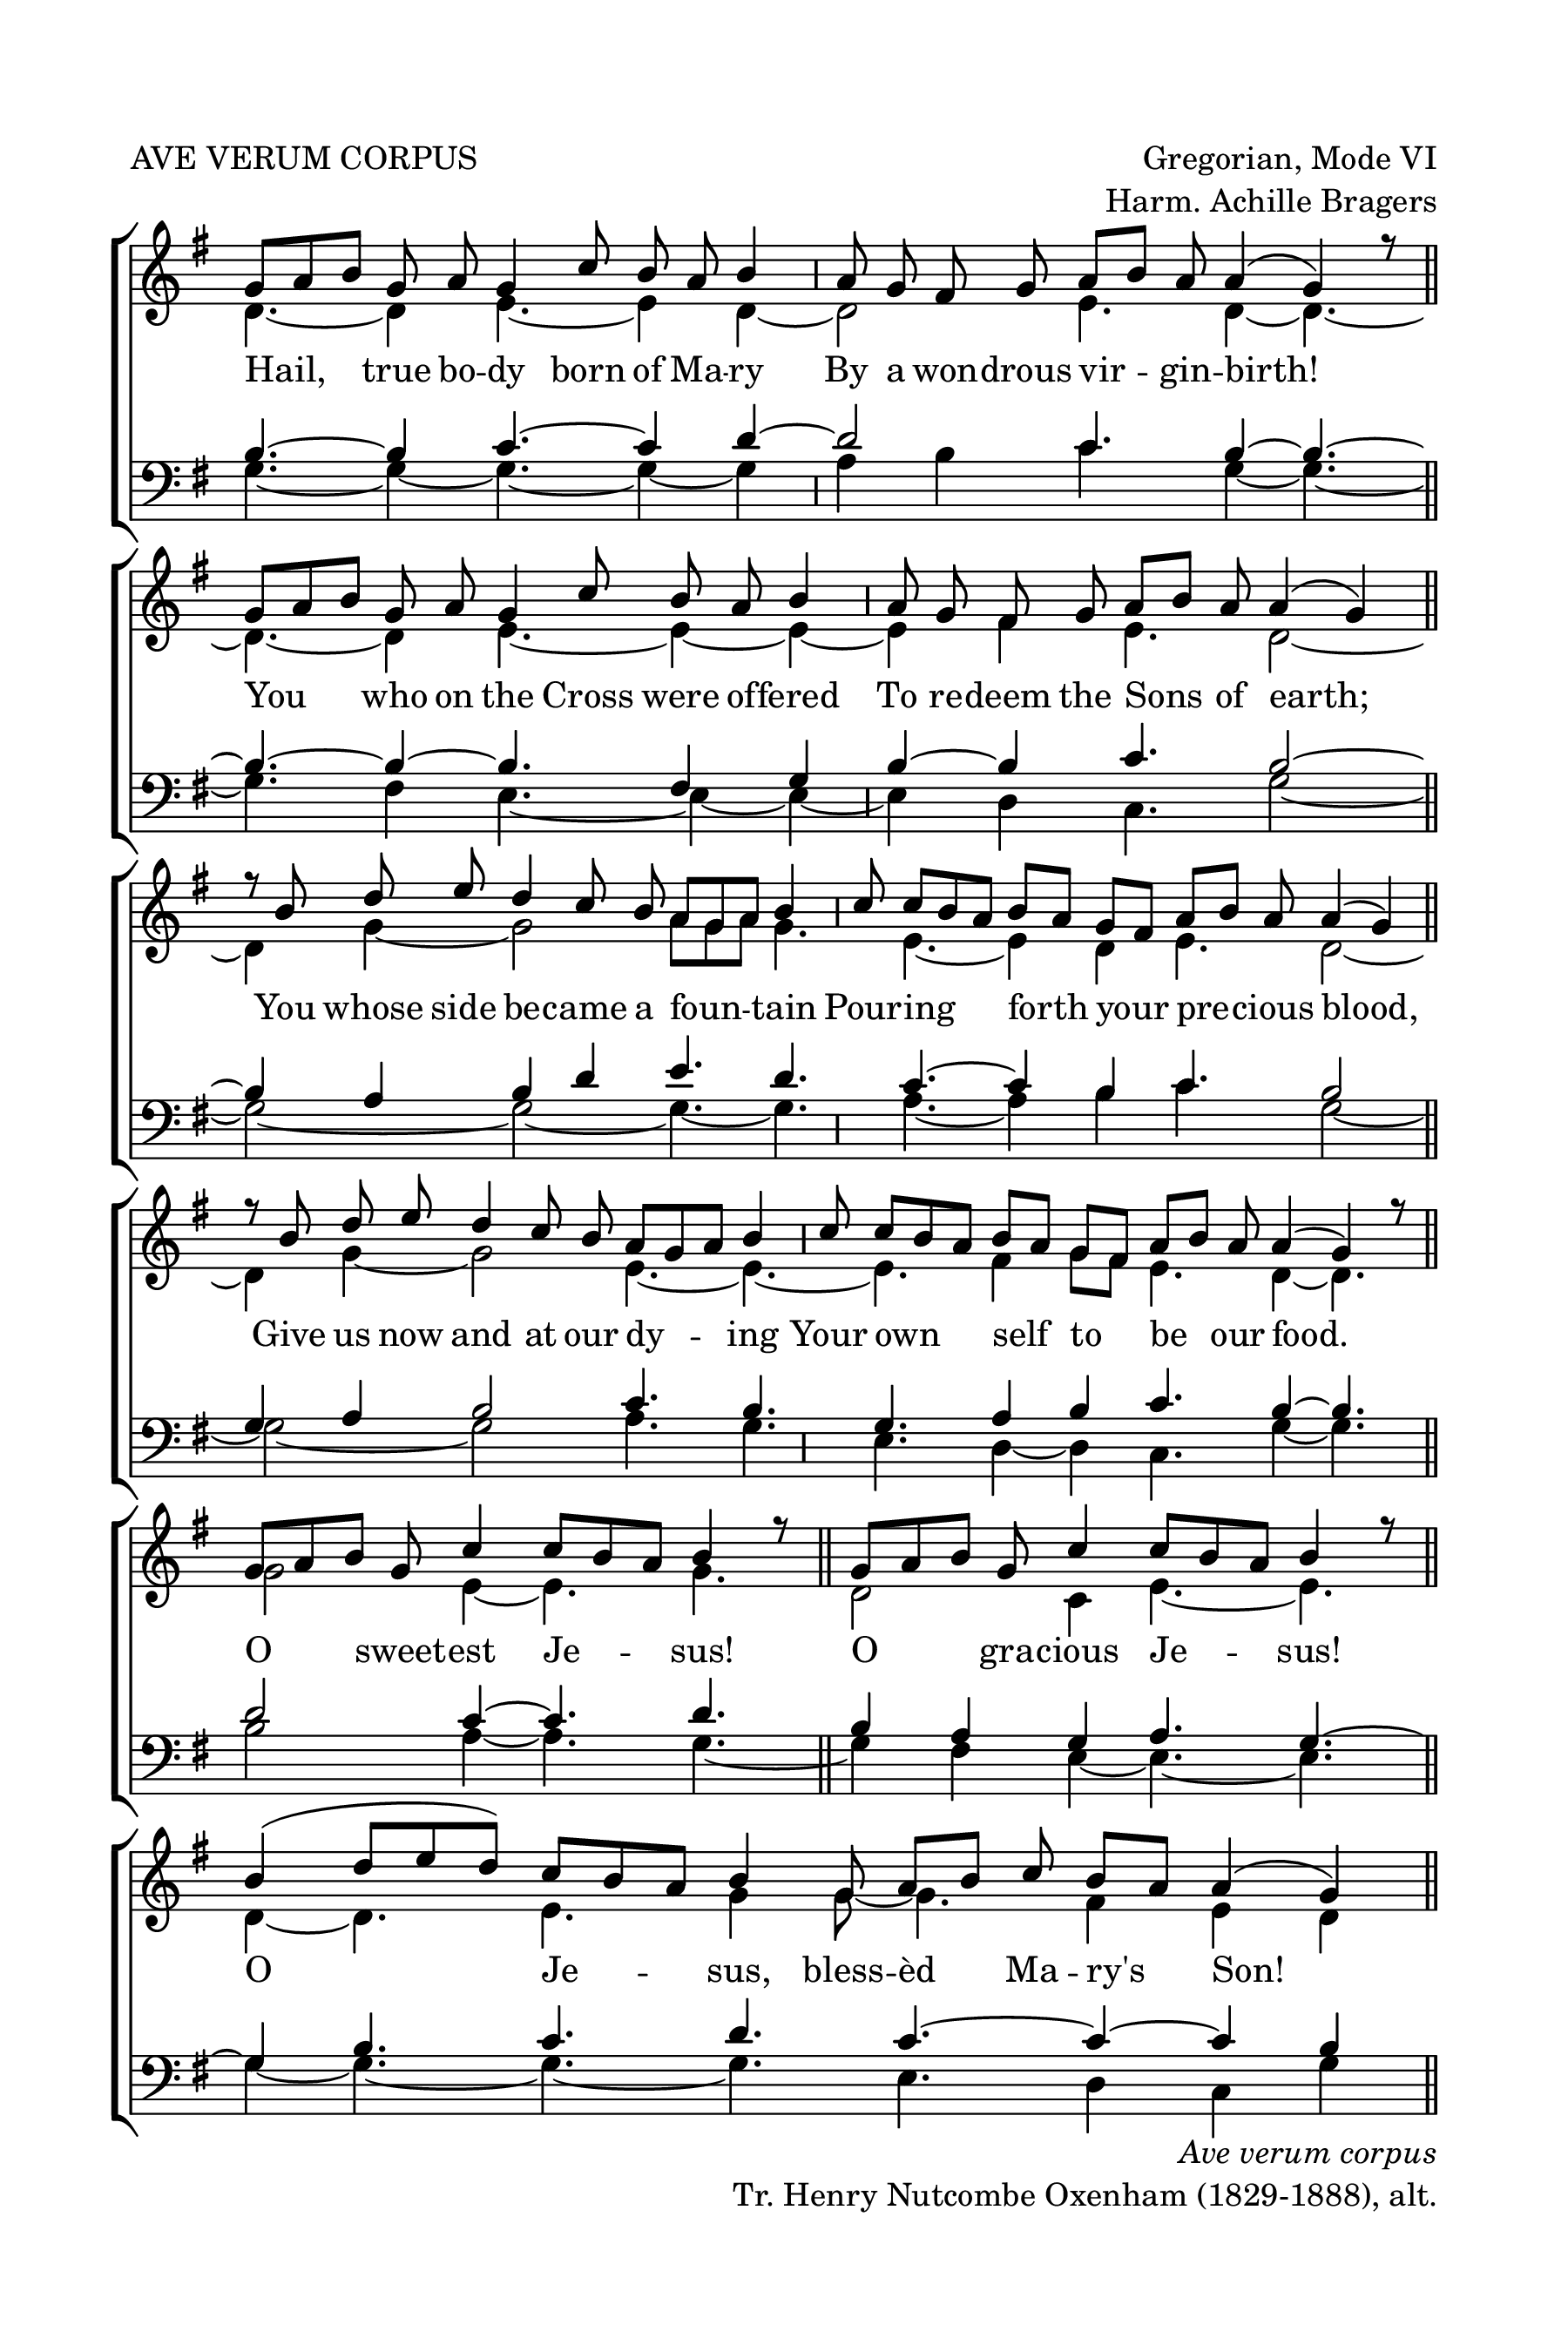 AVE VERUM CORPUS
Gregorian, Mode VI
Harm. Achille Bragers
Hail, true bo -- dy born of Ma -- ry By a wondrous vir -- gin -- birth!
You who on the Cross were offered To redeem the Sons of earth;
You whose side became a foun -- tain Pouring forth your precious blood,
Give us now and at our dy -- ing Your own self to be our food.
O sweetest Je -- sus! O gracious Je -- sus!
O Je -- sus, bless -- èd Ma -- ry's Son!
Ave verum corpus
Tr. Henry Nutcombe Oxenham (1829-1888), alt.